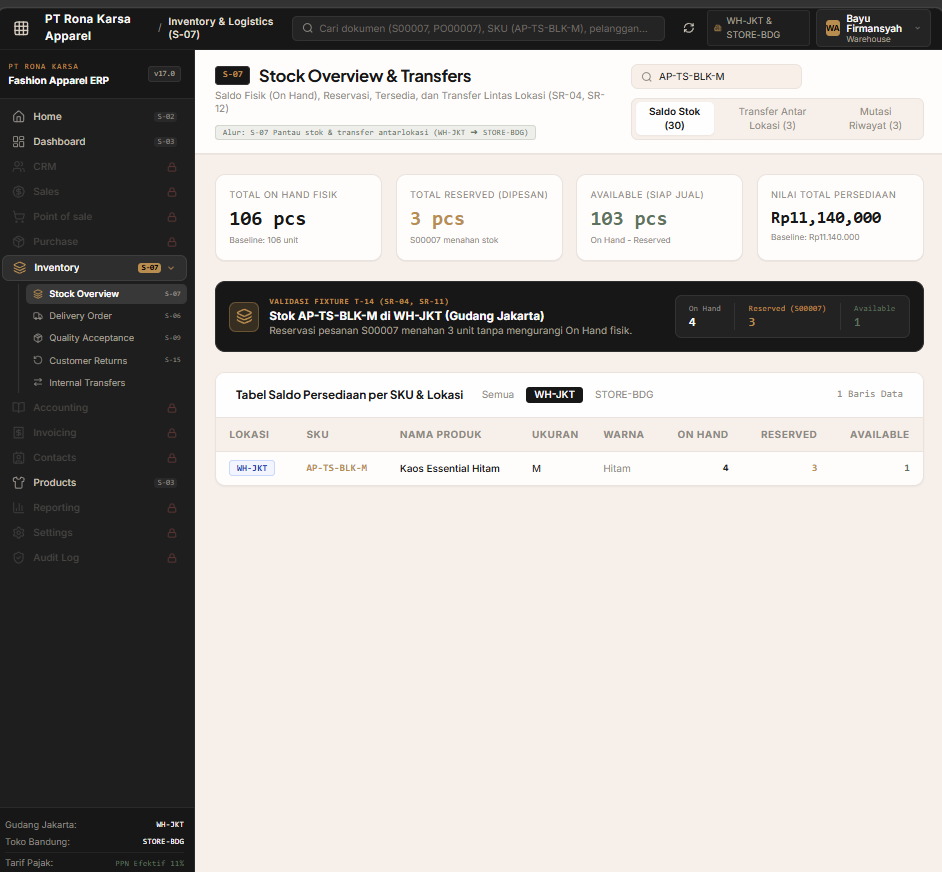 PT Rona Karsa
Apparel
/
Inventory & Logistics
(S-07)
Cari dokumen (S00007, PO00007), SKU (AP-TS-BLK-M), pelanggan...
WH-JKT &
STORE-BDG
WA
Bayu
Firmansyah
Warehouse
PT RONA KARSA
Fashion Apparel ERP
v17.0
Home S-02
Dashboard S-03
CRM
Sales
Point of sale
Purchase
Inventory S-07
Stock Overview S-07
Delivery Order S-06
Quality Acceptance S-09
Customer Returns S-15
Internal Transfers
Accounting
Invoicing
Contacts
Products S-03
Reporting
Settings
Audit Log
Gudang Jakarta: WH-JKT
Toko Bandung: STORE-BDG
Tarif Pajak: PPN Efektif 11%
S-07 Stock Overview & Transfers
Saldo Fisik (On Hand), Reservasi, Tersedia, dan Transfer Lintas Lokasi (SR-04, SR-
12)
Alur: S-07 Pantau stok & transfer antarlokasi (WH-JKT → STORE-BDG)
AP-TS-BLK-M
Saldo Stok
(30)
Transfer Antar
Lokasi (3)
Mutasi
Riwayat (3)
TOTAL ON HAND FISIK
106 pcs
Baseline: 106 unit
TOTAL RESERVED (DIPESAN)
3 pcs
S00007 menahan stok
AVAILABLE (SIAP JUAL)
103 pcs
On Hand - Reserved
NILAI TOTAL PERSEDIAAN
Rp11,140,000
Baseline: Rp11.140.000
VALIDASI FIXTURE T-14 (SR-04, SR-11)
Stok AP-TS-BLK-M di WH-JKT (Gudang Jakarta)
Reservasi pesanan S00007 menahan 3 unit tanpa mengurangi On Hand fisik.
On Hand
4
Reserved (S00007)
3
Available
1
Tabel Saldo Persediaan per SKU & Lokasi Semua WH-JKT STORE-BDG 1 Baris Data
LOKASI SKU NAMA PRODUK UKURAN WARNA ON HAND RESERVED AVAILABLE
WH-JKT AP-TS-BLK-M Kaos Essential Hitam M Hitam 4 3 1